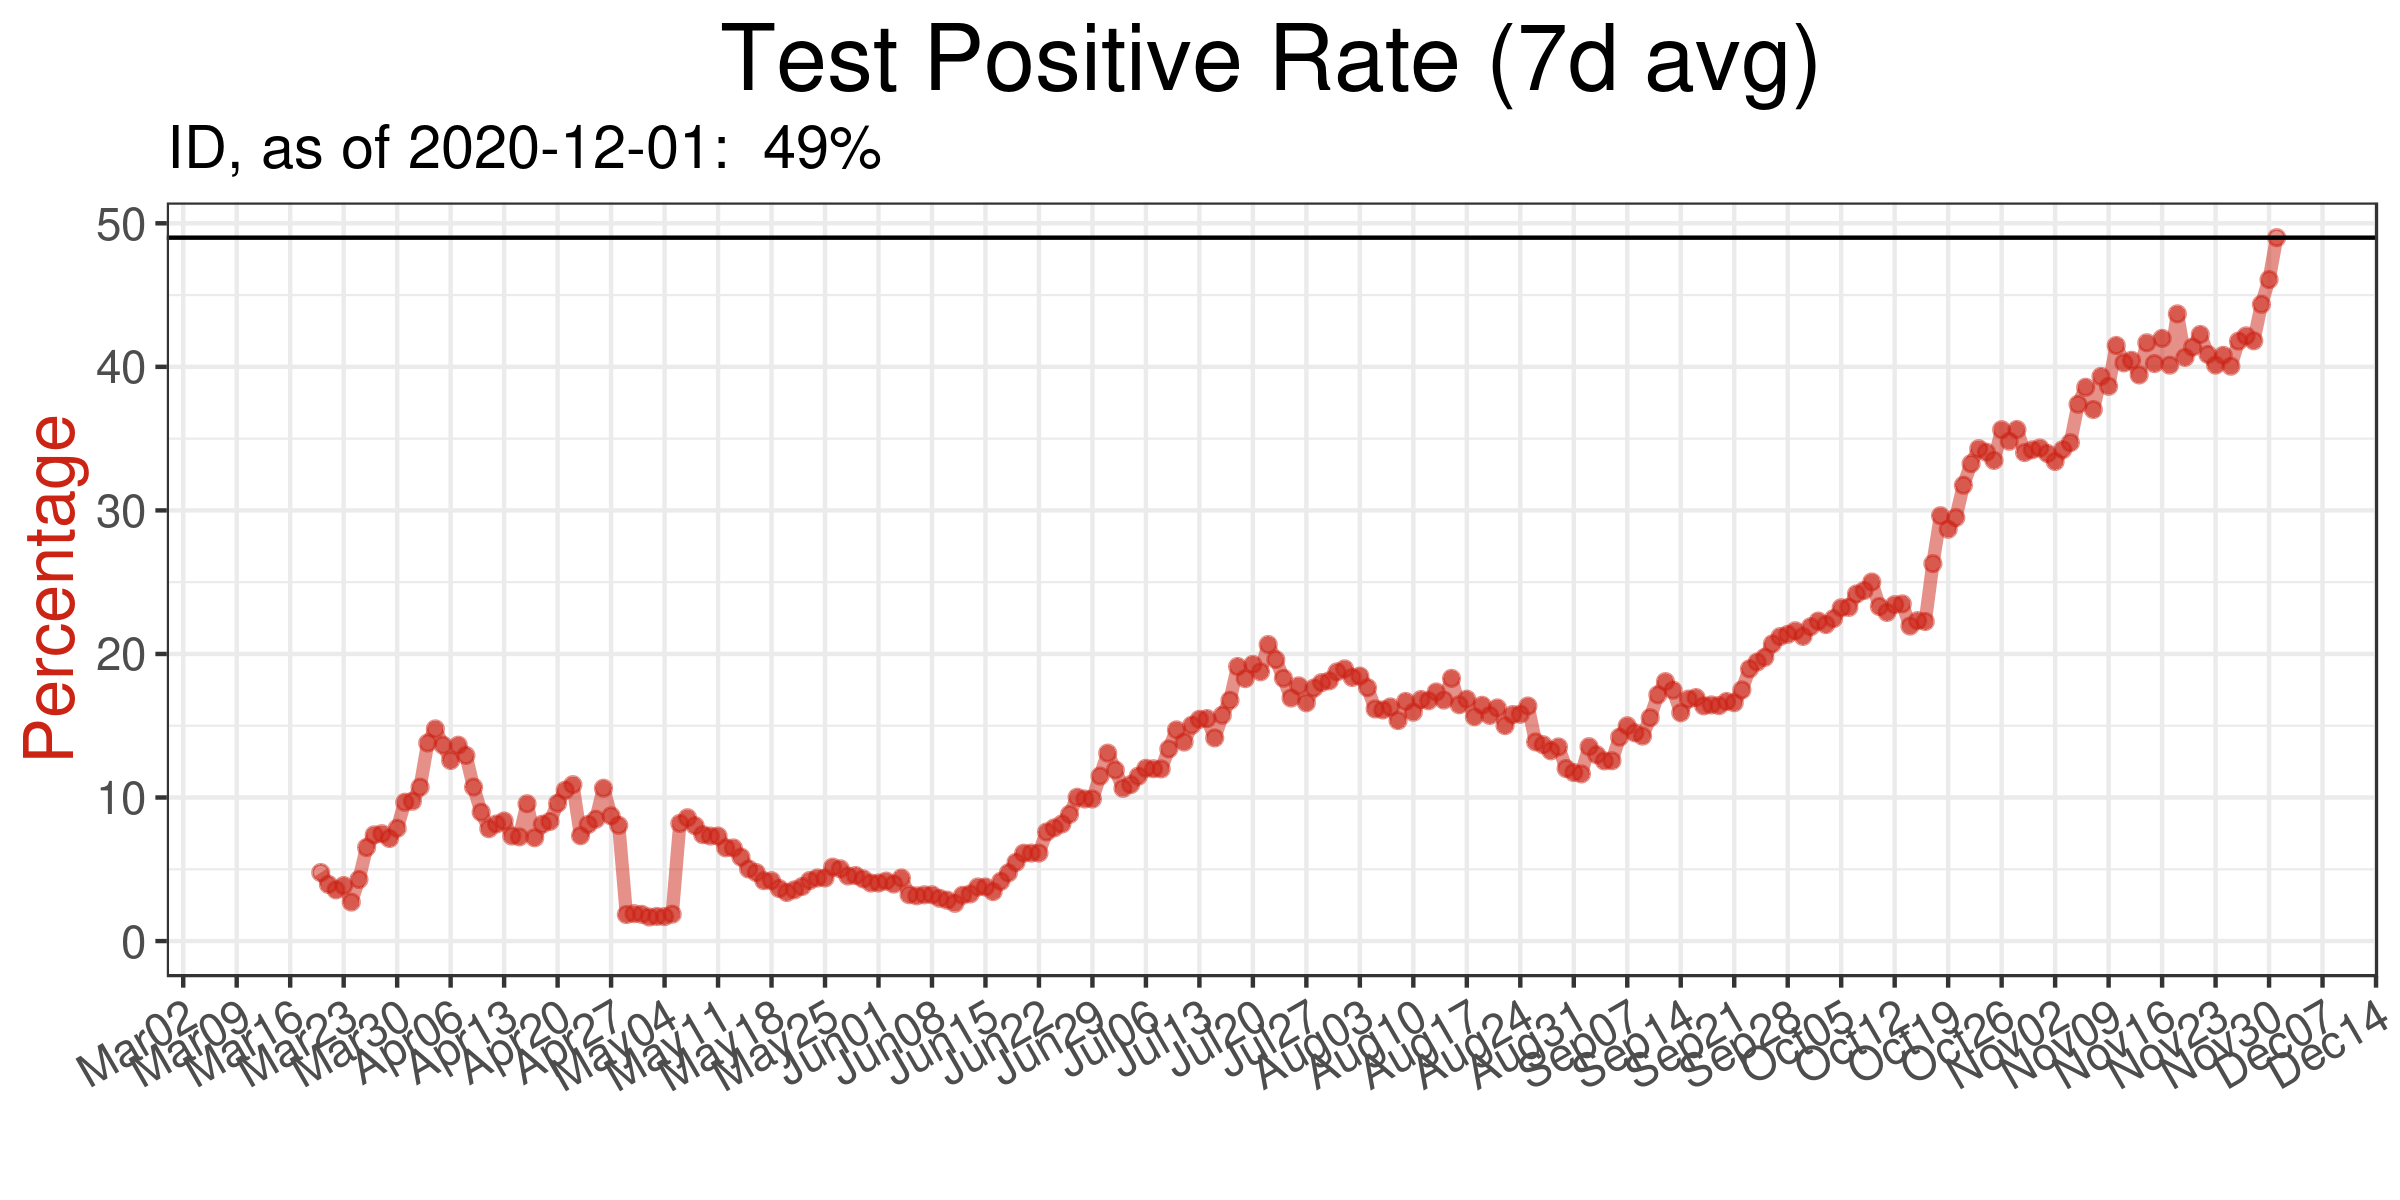 Test Positive Rate (7d avg)
ID, as of 2020-12-01:  49%
Percentage
50
40
30
20
10
0
Mar02
Mar09
Mar16
Mar23
Mar30
Apr06
Apr13
Apr20
Apr27
May04
May11
May18
May25
Jun01
Jun08
Jun15
Jun22
Jun29
Jul06
Jul13
Jul20
Jul27
Aug03
Aug10
Aug17
Aug24
Aug31
Sep07
Sep14
Sep21
Sep28
Oct05
Oct12
Oct19
Oct26
Nov02
Nov09
Nov16
Nov23
Nov30
Dec07
Dec14